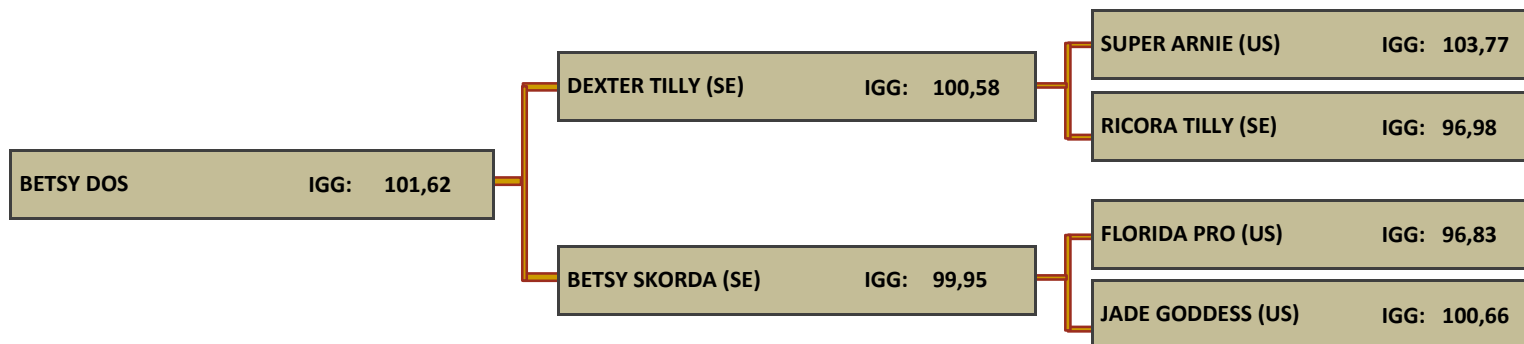 BETSY DOS IGG: 101,62
DEXTER TILLY (SE) IGG: 100,58
BETSY SKORDA (SE) IGG: 99,95
SUPER ARNIE (US) IGG: 103,77
RICORA TILLY (SE) IGG: 96,98
FLORIDA PRO (US) IGG: 96,83
JADE GODDESS (US) IGG: 100,66